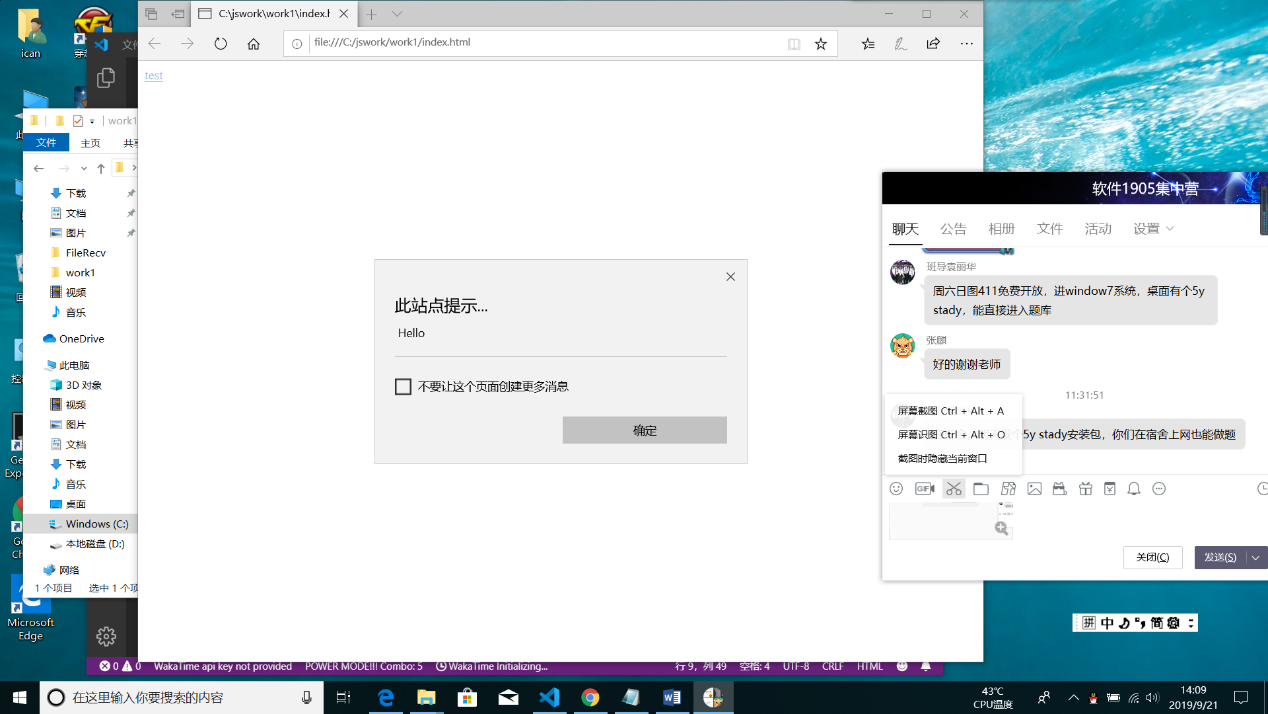 ican
穿越
C:\jswork\work1\index.h
file:///C:/jswork/work1/index.html
test
work1
文件
主页
下载
文档
图片
FileRecv
work1
视频
音乐
OneDrive
此电脑
3D 对象
视频
图片
文档
下载
音乐
桌面
Windows (C:)
本地磁盘 (D:)
网络
1 个项目
Microsoft
Edge
此站点提示...
Hello
不要让这个页面创建更多消息
确定
软件1905集中营
聊天 公告 相册 文件 活动 设置
班导袁丽华
周六日图411免费开放，进window7系统，桌面有个5y
stady，能直接进入题库
张麒
好的谢谢老师
11:31:51
屏幕截图 Ctrl + Alt + A
屏幕识图 Ctrl + Alt + O
截图时隐藏当前窗口
5y stady安装包，你们在宿舍上网也能做题
GIF
关闭(C)
发送(S)
拼 中 简
0 0 WakaTime api key not provided POWER MODE!!! Combo: 5 WakaTime Initializing... 行 9，列 49 空格: 4 UTF-8 CRLF HTML
在这里输入你要搜索的内容
43℃
CPU温度
14:09
2019/9/21